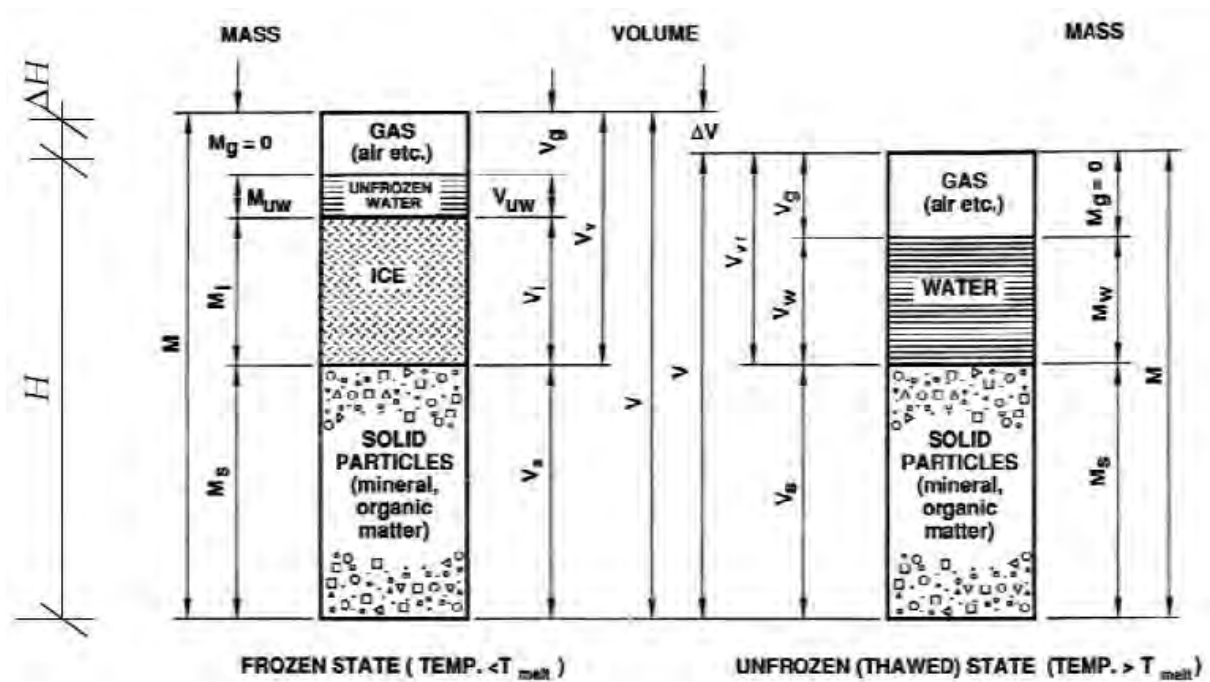 MASS
VOLUME
MASS
ΔH
H
M
Mg = 0
Muw
Mi
Ms
GAS
(air etc.)
UNFROZEN
WATER
ICE
SOLID
PARTICLES
(mineral,
organic
matter)
Vg
Vuw
Vi
Vs
Vv
V
ΔV
V
Vg
Vw
Vs
GAS
(air etc.)
WATER
SOLID
PARTICLES
(mineral,
organic
matter)
Mg = 0
Mw
Ms
M
FROZEN STATE ( TEMP. <T melt)
UNFROZEN (THAWED) STATE (TEMP. > T melt)